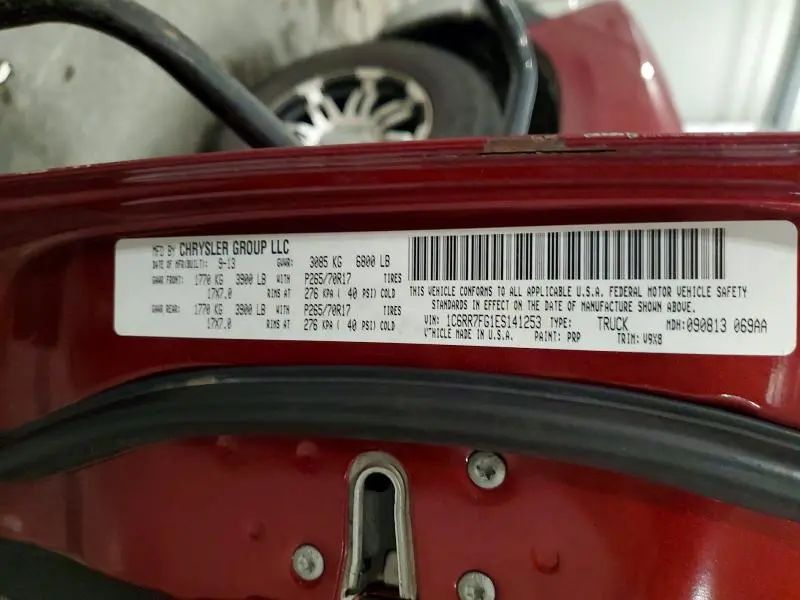 MFD BY CHRYSLER GROUP LLC
DATE OF MFR(BUILT): 9-13 GVWR: 3085 KG 6800 LB
GAWR FRONT: 1770 KG 3900 LB WITH P265/70R17 TIRES
17X7.0 RIMS AT 276 KPA ( 40 PSI) COLD
GAWR REAR: 1770 KG 3900 LB WITH P265/70R17 TIRES
17X7.0 RIMS AT 276 KPA ( 40 PSI) COLD
THIS VEHICLE CONFORMS TO ALL APPLICABLE U.S.A. FEDERAL MOTOR VEHICLE SAFETY
STANDARDS IN EFFECT ON THE DATE OF MANUFACTURE SHOWN ABOVE.
VIN: 1C6RR7FG1ES141253 TYPE: TRUCK MDH: 090813 069AA
VEHICLE MADE IN U.S.A. PAINT: PRP TRIM: V9X8